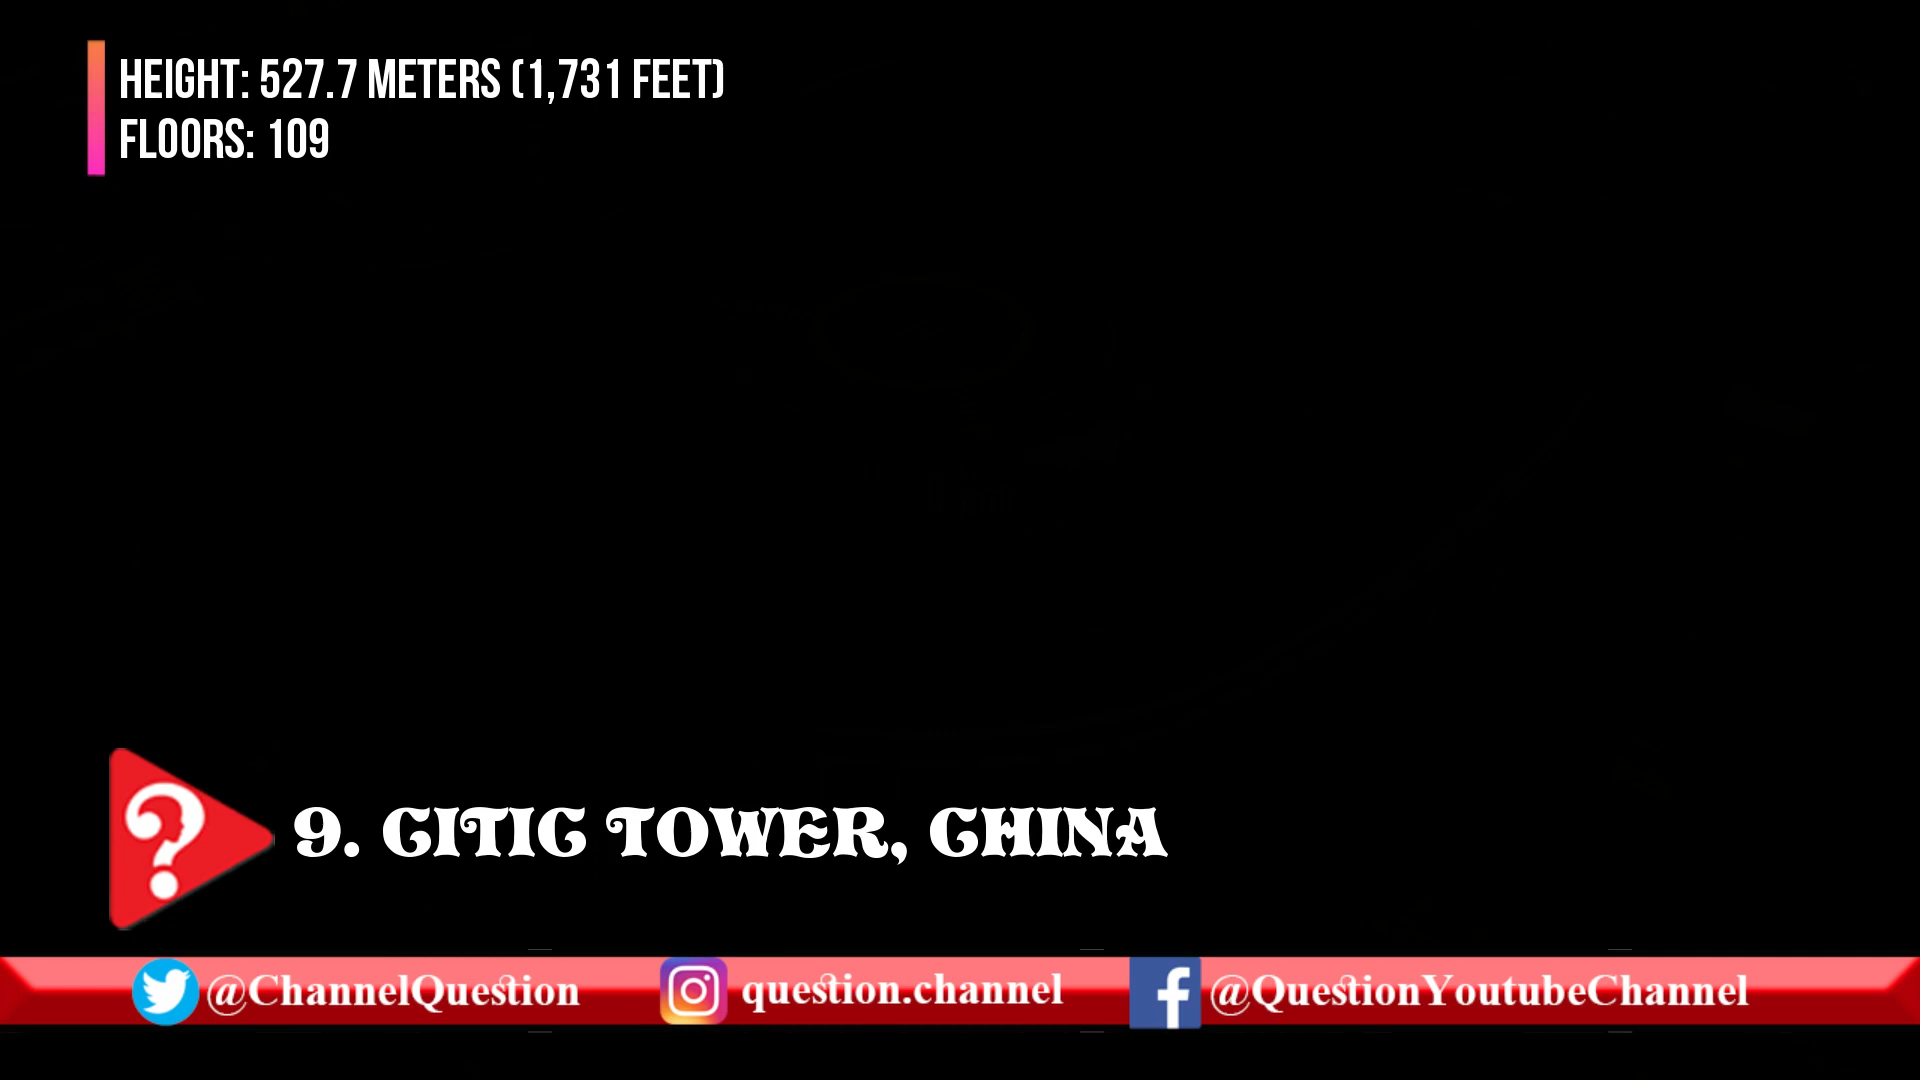 HEIGHT: 527.7 METERS (1,731 FEET)
FLOORS: 109
?
9. CITIC TOWER, CHINA
@ChannelQuestion
question.channel
@QuestionYoutubeChannel